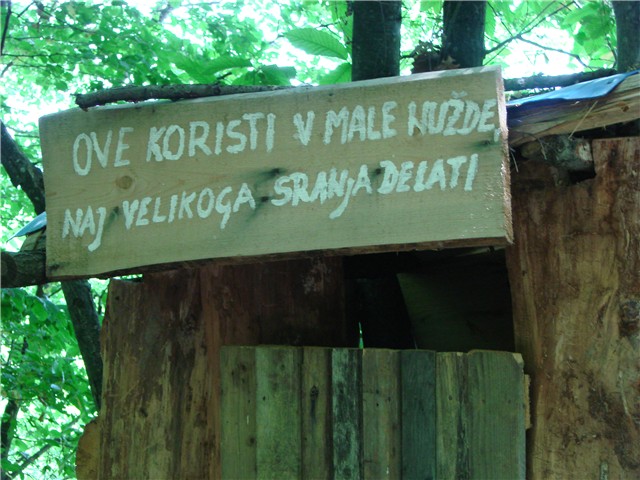 OVE KORISTI V MALE NUŽDE,
NAJ VELIKOGA SRANJA DELATI